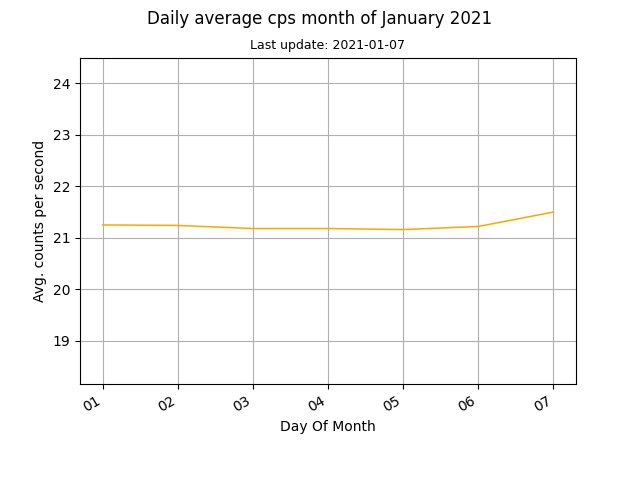 Daily average cps month of January 2021
Last update: 2021-01-07
24
23
22
21
20
19
Avg. counts per second
01 02 03 04 05 06 07
Day Of Month